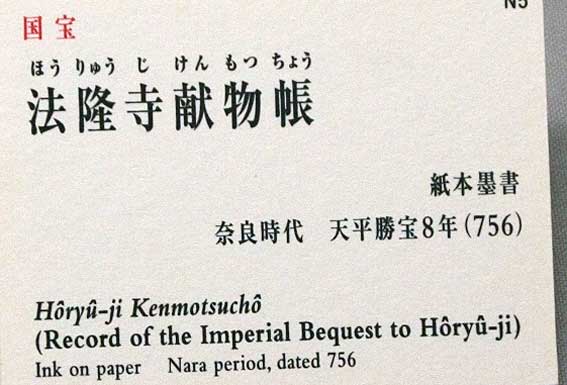 N5
国宝
ほうりゅうじけんもつちょう
法隆寺献物帳
紙本墨書
奈良時代　天平勝宝8年(756)
Hôryû-ji Kenmotsuchô
(Record of the Imperial Bequest to Hôryû-ji)
Ink on paper　Nara period, dated 756